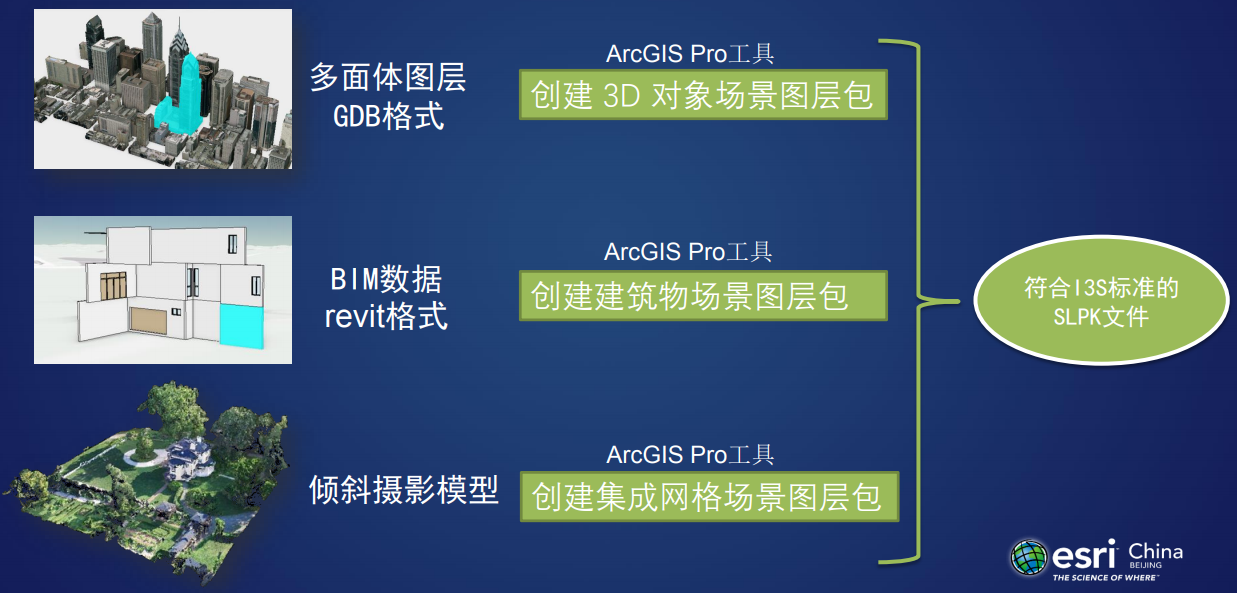 多面体图层
GDB格式
ArcGIS Pro工具
创建 3D 对象场景图层包
BIM数据
revit格式
ArcGIS Pro工具
创建建筑物场景图层包
倾斜摄影模型
ArcGIS Pro工具
创建集成网格场景图层包
符合I3S标准的
SLPK文件
esri China
BEIJING
THE SCIENCE OF WHERE™